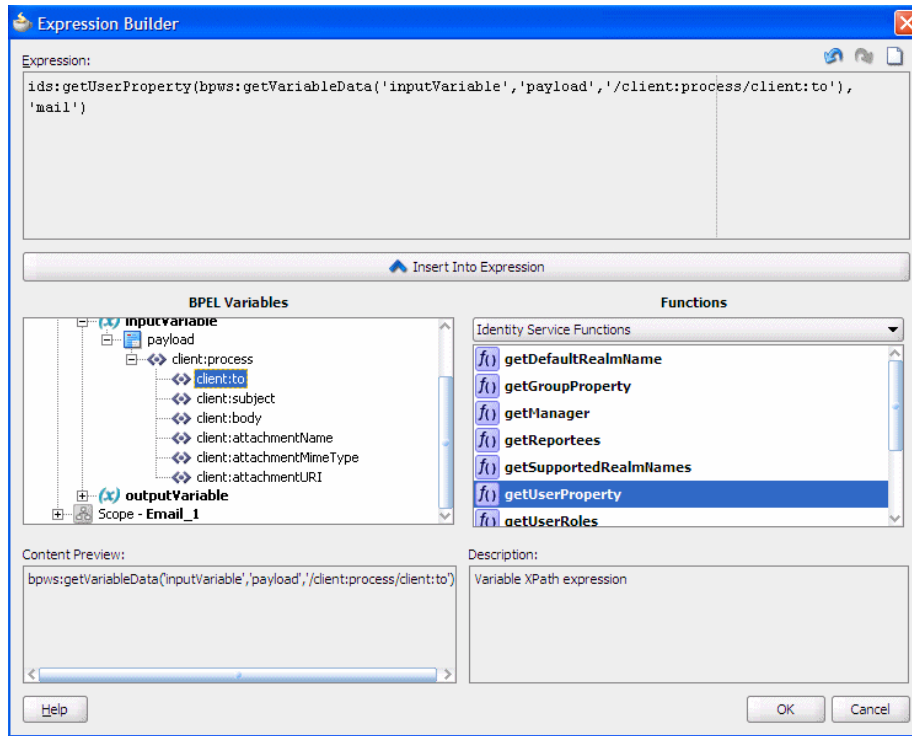 Expression Builder
Expression:
ids:getUserProperty(bpws:getVariableData('inputVariable','payload','/client:process/client:to'),
'mail')
Insert Into Expression
BPEL Variables
(x) inputVariable
payload
client:process
client:to
client:subject
client:body
client:attachmentName
client:attachmentMimeType
client:attachmentURI
(x) outputVariable
Scope - Email_1
Functions
Identity Service Functions
f() getDefaultRealmName
f() getGroupProperty
f() getManager
f() getReportees
f() getSupportedRealmNames
f() getUserProperty
f() getUserRoles
Content Preview:
bpws:getVariableData('inputVariable','payload','/client:process/client:to')
Description:
Variable XPath expression
Help
OK
Cancel